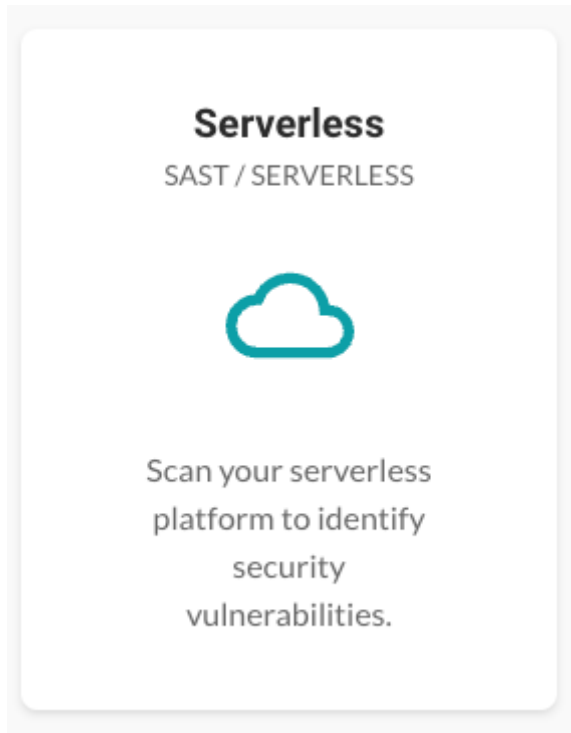 Serverless
SAST / SERVERLESS
Scan your serverless
platform to identify
security
vulnerabilities.